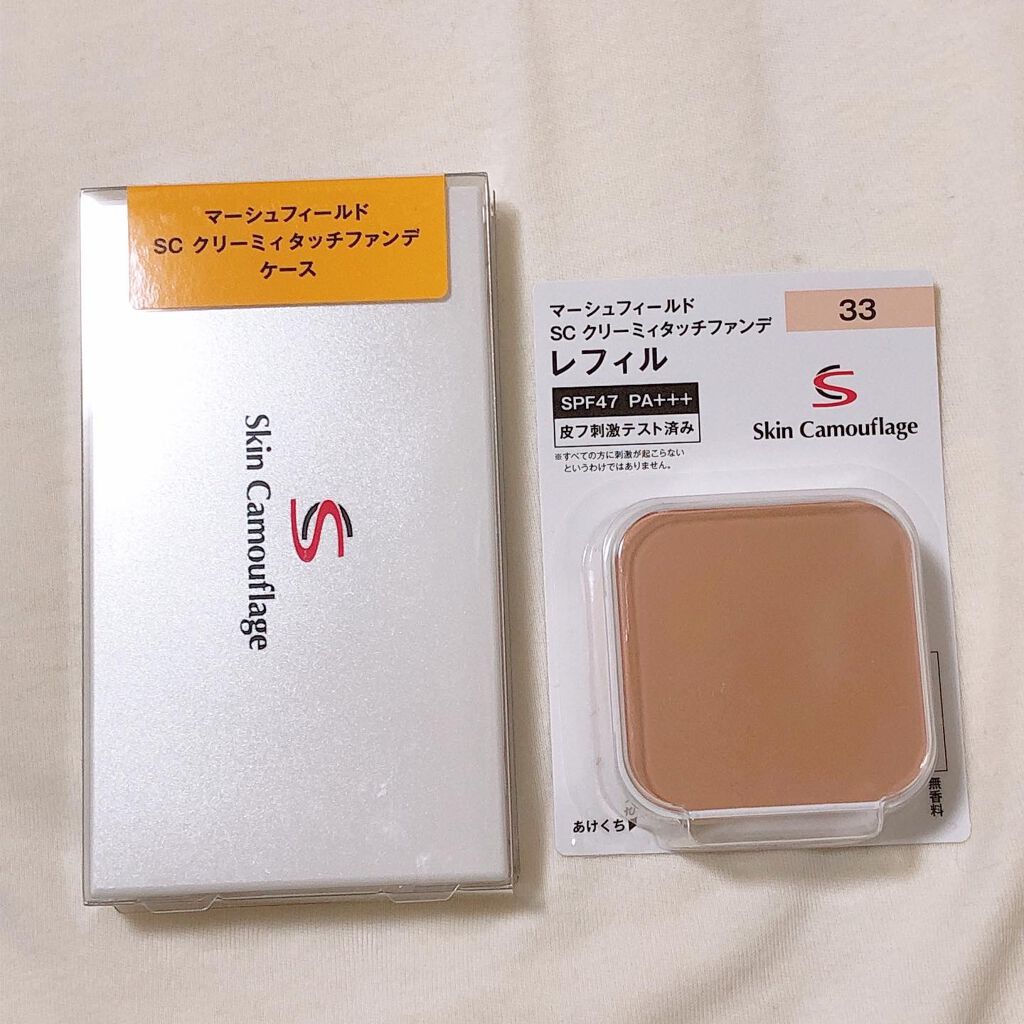 マーシュフィールド
SC クリーミィタッチファンデ
ケース
Skin Camouflage
マーシュフィールド
SC クリーミィタッチファンデ
レフィル
33
SPF47 PA+++
皮フ刺激テスト済み
※すべての方に刺激が起こらない
というわけではありません。
Skin Camouflage
無香料
あけくち▶